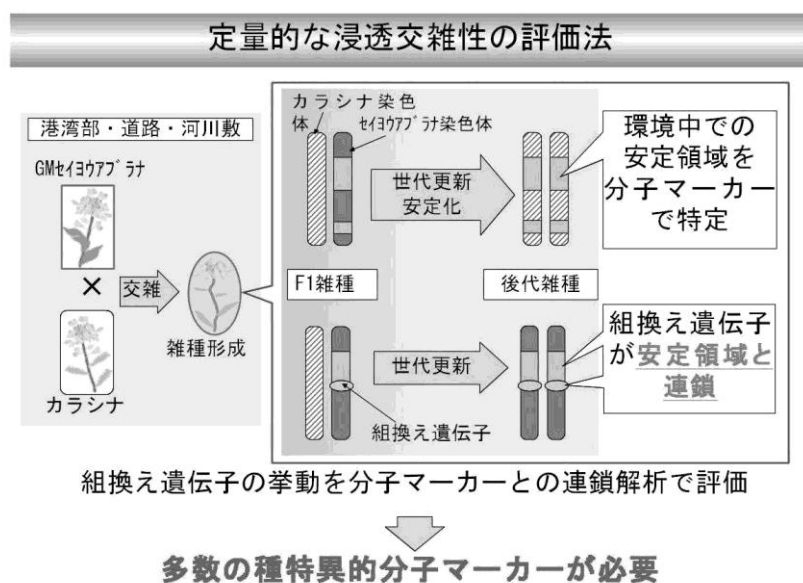 定量的な浸透交雑性の評価法
港湾部・道路・河川敷
GMセイヨウアブラナ
×
交雑
カラシナ
雑種形成
カラシナ染色
体
セイヨウアブラナ染色体
世代更新
安定化
環境中での
安定領域を
分子マーカー
で特定
F1雑種
後代雑種
世代更新
組換え遺伝子
組換え遺伝子
が安定領域と
連鎖
組換え遺伝子の挙動を分子マーカーとの連鎖解析で評価
多数の種特異的分子マーカーが必要